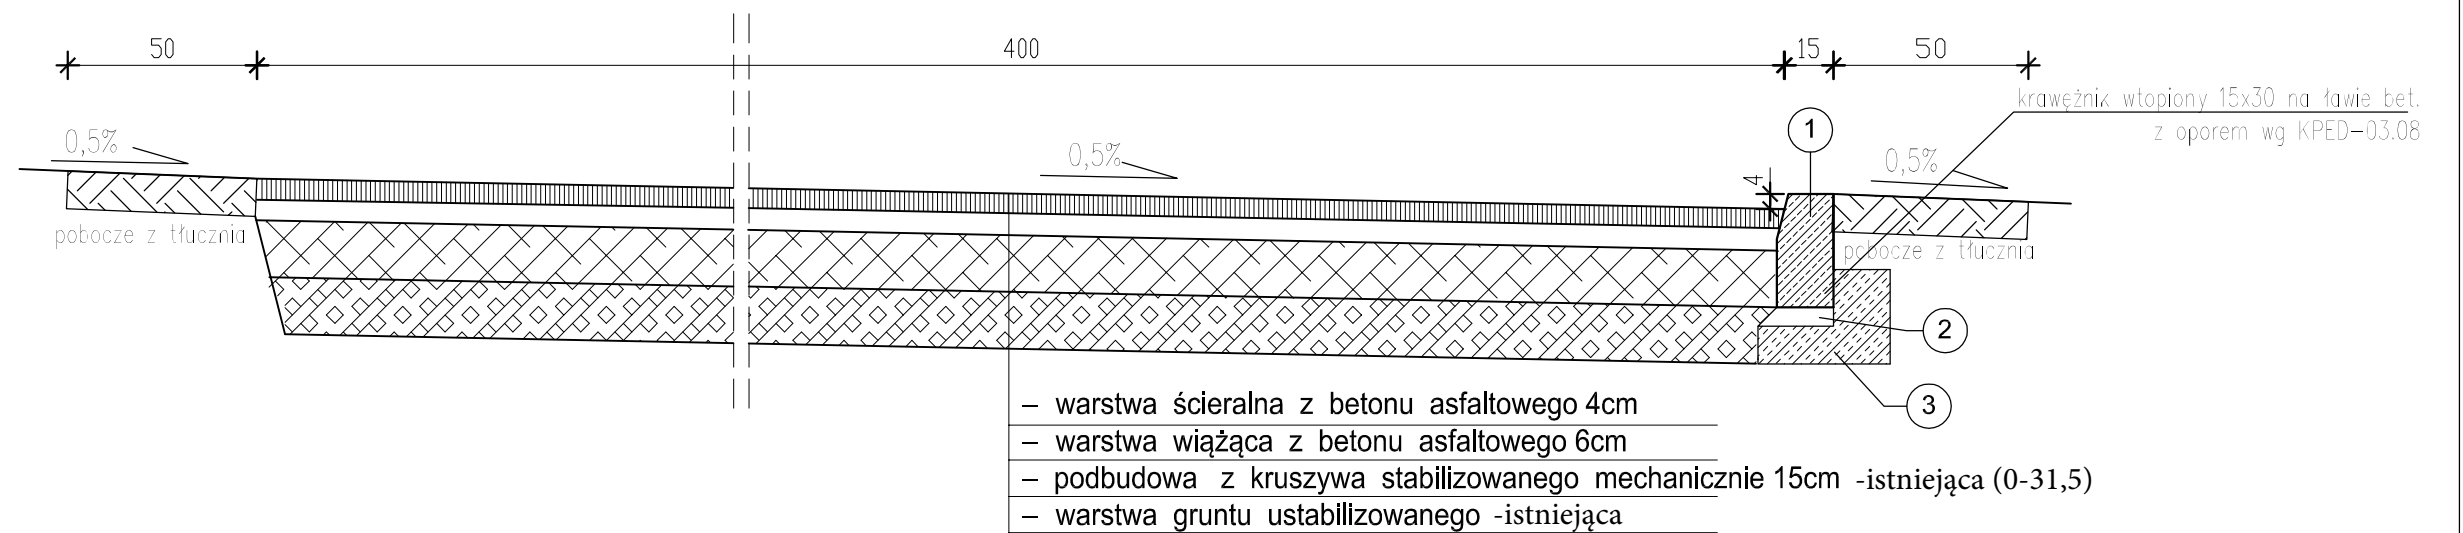 50
400
15
50
krawężnik wtopiony 15x30 na ławie bet.
z oporem wg KPED-03.08
1
0,5%
0,5%
4
0,5%
pobocze z tłucznia
pobocze z tłucznia
2
3
– warstwa ścieralna z betonu asfaltowego 4cm
– warstwa wiążąca z betonu asfaltowego 6cm
– podbudowa z kruszywa stabilizowanego mechanicznie 15cm -istniejąca (0-31,5)
– warstwa gruntu ustabilizowanego -istniejąca